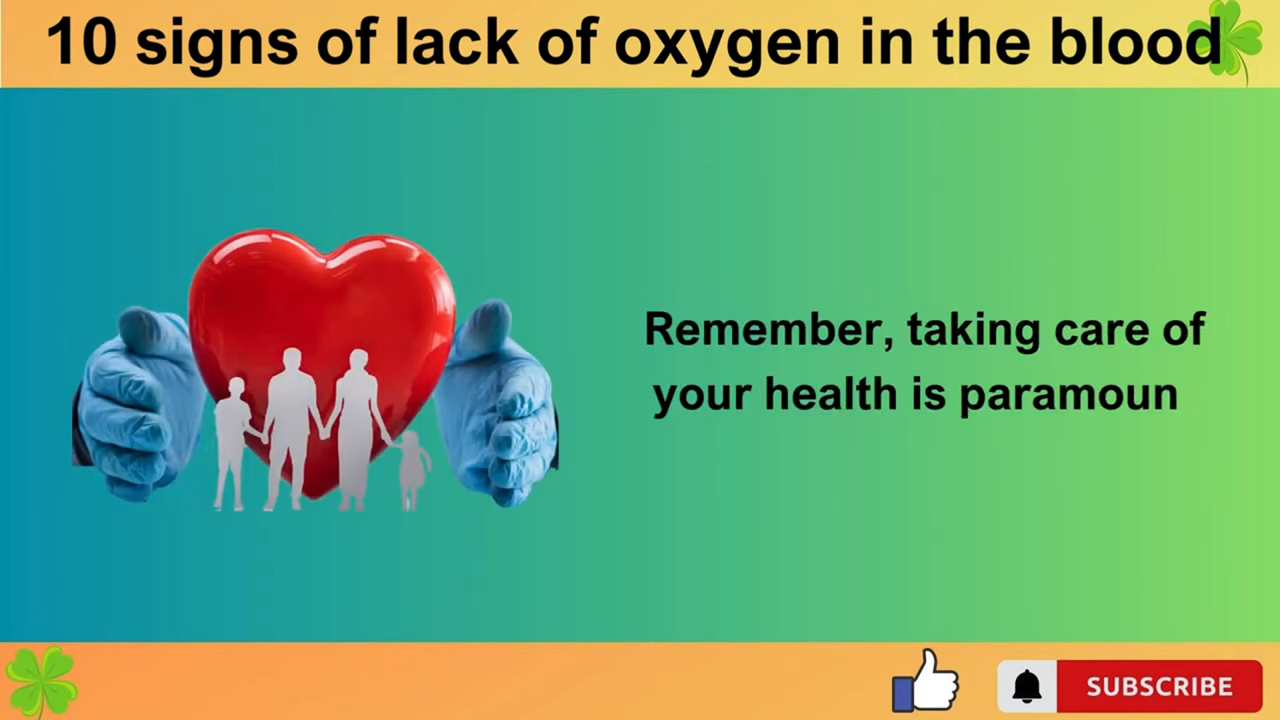 10 signs of lack of oxygen in the blood
Remember, taking care of
your health is paramoun
SUBSCRIBE